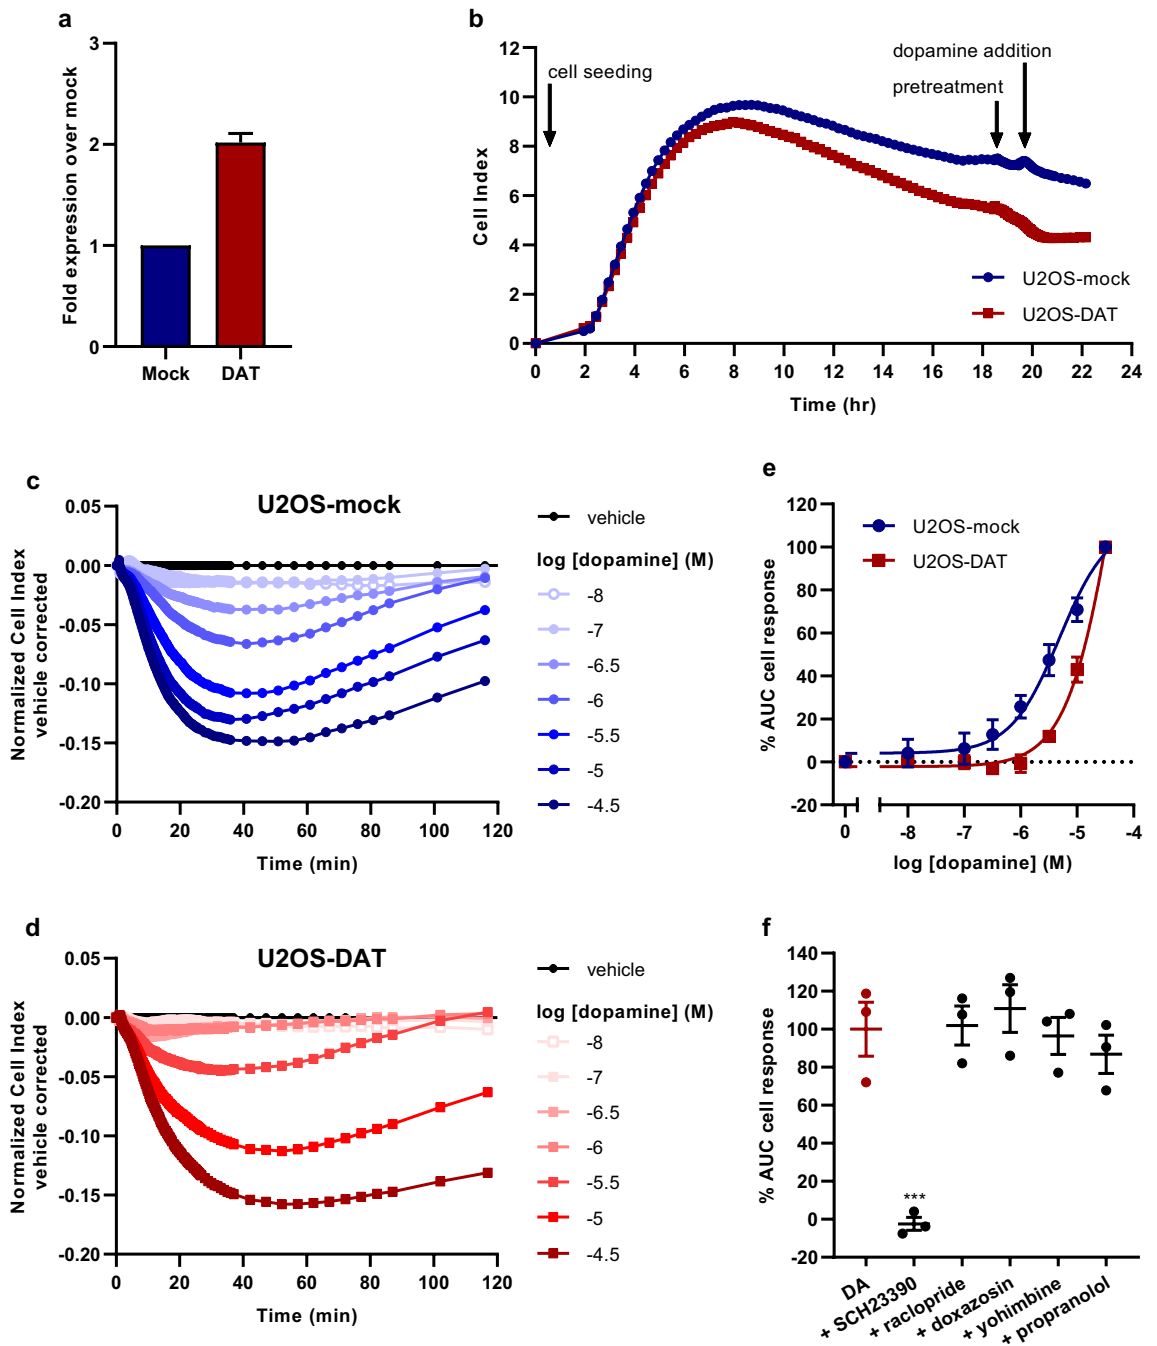 a
3
2
1
0
Fold expression over mock
Mock
DAT
b
12
10
8
6
4
2
0
Cell Index
cell seeding
dopamine addition
pretreatment
U2OS-mock
U2OS-DAT
0 2 4 6 8 10 12 14 16 18 20 22 24
Time (hr)
c
U2OS-mock
0.05
0.00
-0.05
-0.10
-0.15
-0.20
Normalized Cell Index
vehicle corrected
0 20 40 60 80 100 120
Time (min)
vehicle
log [dopamine] (M)
-8
-7
-6.5
-6
-5.5
-5
-4.5
e
120
100
80
60
40
20
0
-20
% AUC cell response
U2OS-mock
U2OS-DAT
0 -8 -7 -6 -5 -4
log [dopamine] (M)
d
U2OS-DAT
0.05
0.00
-0.05
-0.10
-0.15
-0.20
Normalized Cell Index
vehicle corrected
0 20 40 60 80 100 120
Time (min)
vehicle
log [dopamine] (M)
-8
-7
-6.5
-6
-5.5
-5
-4.5
f
140
120
100
80
60
40
20
0
-20
% AUC cell response
***
DA
+ SCH23390
+ raclopride
+ doxazosin
+ yohimbine
+ propranolol